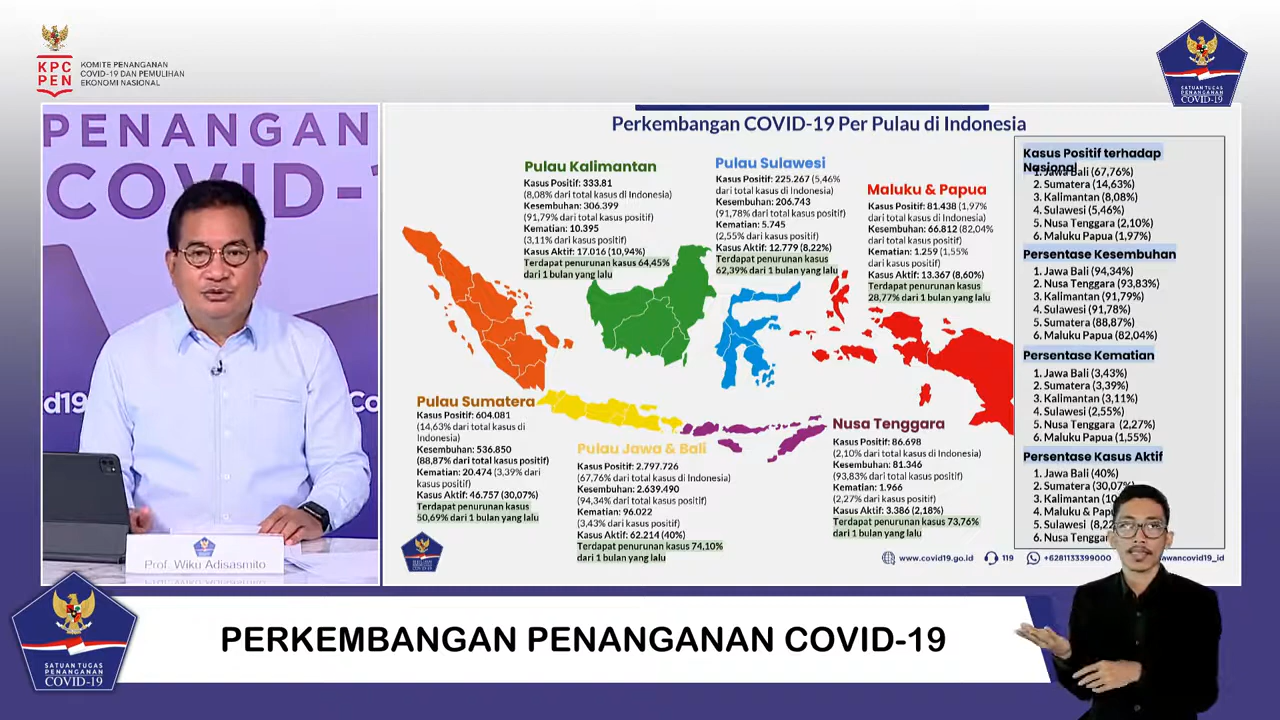 KPC
PEN
KOMITE PENANGANAN
COVID-19 DAN PEMULIHAN
EKONOMI NASIONAL
SATUAN TUGAS
PENANGANAN
COVID-19
PENANGAN
COVID-1
d19
Co
Prof. Wiku Adisasmito
Perkembangan COVID-19 Per Pulau di Indonesia
Pulau Kalimantan
Kasus Positif: 333.81
(8,08% dari total kasus di Indonesia)
Kesembuhan: 306.399
(91,79% dari total kasus positif)
Kematian: 10.395
(3,11% dari kasus positif)
Kasus Aktif: 17.016 (10,94%)
Terdapat penurunan kasus 64,45%
dari 1 bulan yang lalu
Pulau Sulawesi
Kasus Positif: 225.267 (5,46%
dari total kasus di Indonesia)
Kesembuhan: 206.743
(91,78% dari total kasus positif)
Kematian: 5.745
(2,55% dari kasus positif)
Kasus Aktif: 12.779 (8,22%)
Terdapat penurunan kasus
62,39% dari 1 bulan yang lalu
Maluku & Papua
Kasus Positif: 81.438 (1,97%
dari total kasus di Indonesia)
Kesembuhan: 66.812 (82,04%
dari total kasus positif)
Kematian: 1.259 (1,55%
dari kasus positif)
Kasus Aktif: 13.367 (8,60%)
Terdapat penurunan kasus
28,77% dari 1 bulan yang lalu
Pulau Sumatera
Kasus Positif: 604.081
(14,63% dari total kasus di
Indonesia)
Kesembuhan: 536.850
(88,87% dari total kasus positif)
Kematian: 20.474 (3,39% dari
kasus positif)
Kasus Aktif: 46.757 (30,07%)
Terdapat penurunan kasus
50,69% dari 1 bulan yang lalu
Pulau Jawa & Bali
Kasus Positif: 2.797.726
(67,76% dari total kasus di Indonesia)
Kesembuhan: 2.639.490
(94,34% dari total kasus positif)
Kematian: 96.022
(3,43% dari kasus positif)
Kasus Aktif: 62.214 (40%)
Terdapat penurunan kasus 74,10%
dari 1 bulan yang lalu
Nusa Tenggara
Kasus Positif: 86.698
(2,10% dari total kasus di Indonesia)
Kesembuhan: 81.346
(93,83% dari total kasus positif)
Kematian: 1.966
(2,27% dari kasus positif)
Kasus Aktif: 3.386 (2,18%)
Terdapat penurunan kasus 73,76%
dari 1 bulan yang lalu
Kasus Positif terhadap
Nasional
1. Jawa Bali (67,76%)
2. Sumatera (14,63%)
3. Kalimantan (8,08%)
4. Sulawesi (5,46%)
5. Nusa Tenggara (2,10%)
6. Maluku Papua (1,97%)
Persentase Kesembuhan
1. Jawa Bali (94,34%)
2. Nusa Tenggara (93,83%)
3. Kalimantan (91,79%)
4. Sulawesi (91,78%)
5. Sumatera (88,87%)
6. Maluku Papua (82,04%)
Persentase Kematian
1. Jawa Bali (3,43%)
2. Sumatera (3,39%)
3. Kalimantan (3,11%)
4. Sulawesi (2,55%)
5. Nusa Tenggara (2,27%)
6. Maluku Papua (1,55%)
Persentase Kasus Aktif
1. Jawa Bali (40%)
2. Sumatera (30,07%)
3. Kalimantan (10
4. Maluku & Pap
5. Sulawesi (8,22
6. Nusa Tengga
www.covid19.go.id
119
+6281133399000
awancovid19_id
SATUAN TUGAS
PENANGANAN
COVID-19
PERKEMBANGAN PENANGANAN COVID-19